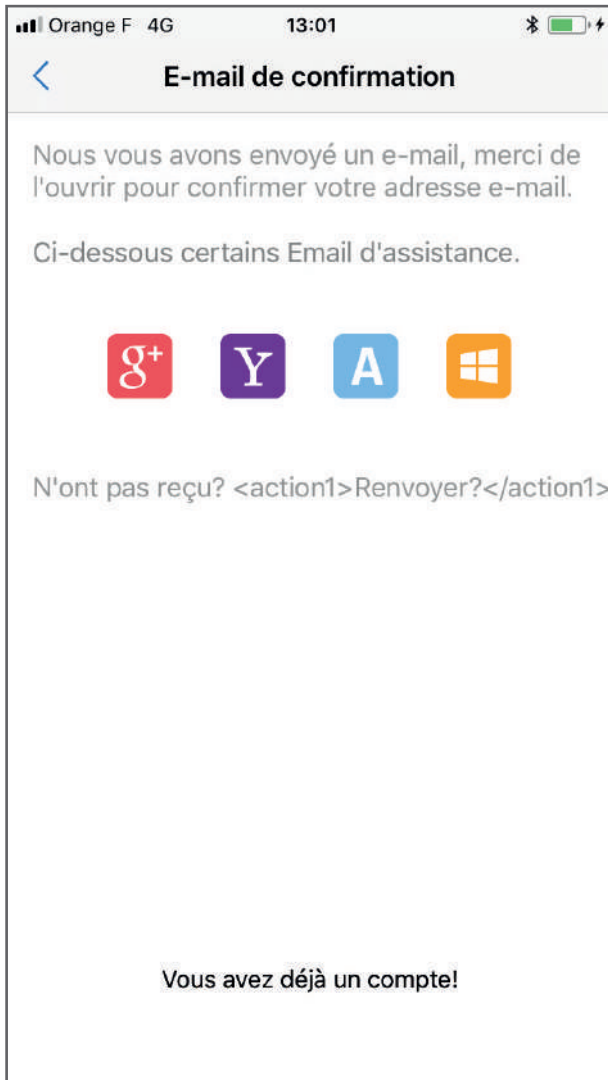 Orange F 4G 13:01
E-mail de confirmation
Nous vous avons envoyé un e-mail, merci de
l'ouvrir pour confirmer votre adresse e-mail.
Ci-dessous certains Email d'assistance.
g+ Y A
N'ont pas reçu? <action1>Renvoyer?</action1>
Vous avez déjà un compte!